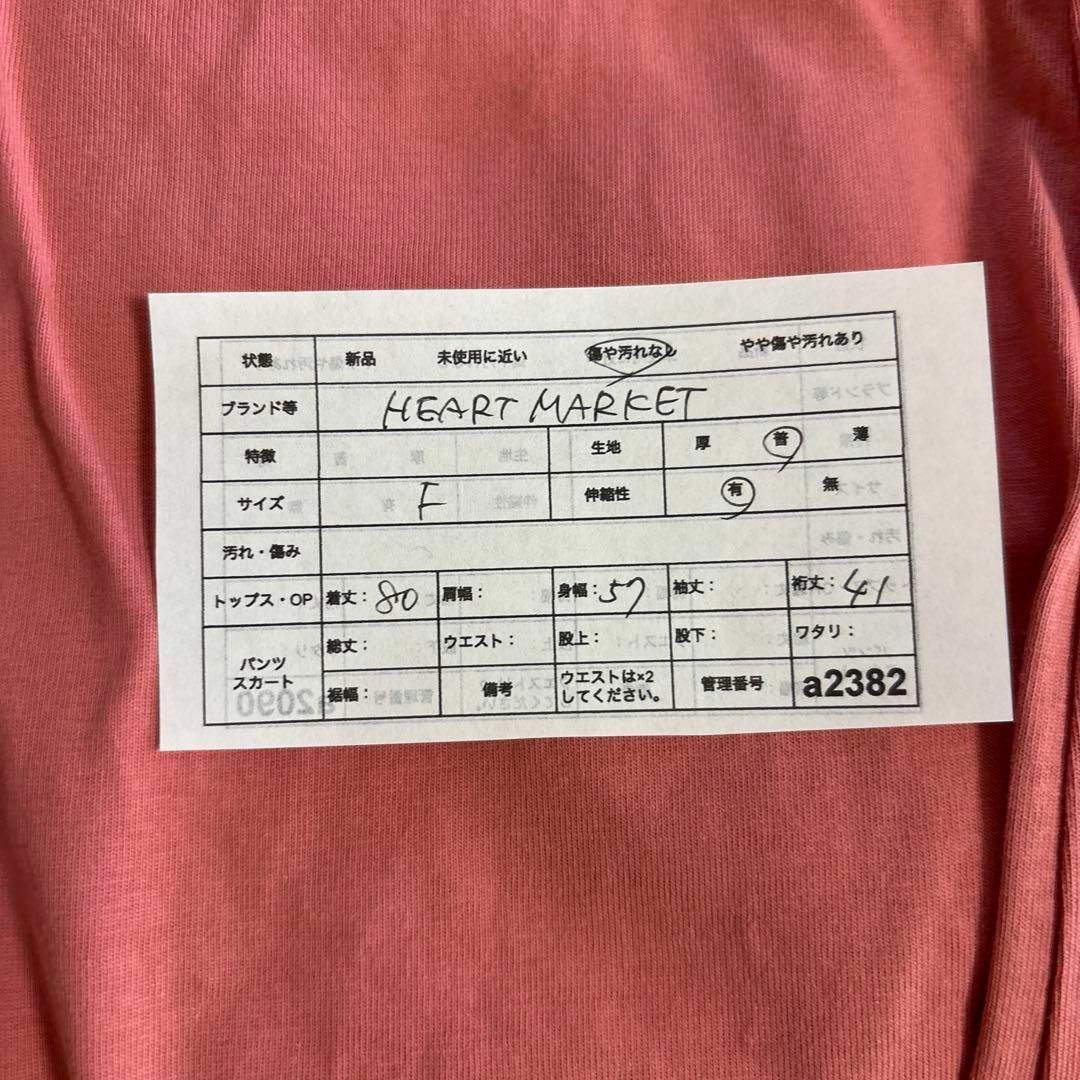 状態 新品 未使用に近い 傷や汚れなし やや傷や汚れあり
ブランド等 HEART MARKET
特徴 生地 厚 普 薄
サイズ F 伸縮性 有 無
汚れ・傷み
トップス・OP 着丈：80 肩幅： 身幅：57 袖丈： 裄丈：41
パンツ
スカート
総丈： ウエスト： 股上： 股下： ワタリ：
裾幅： 備考 ウエストは×2
してください。 管理番号 a2382